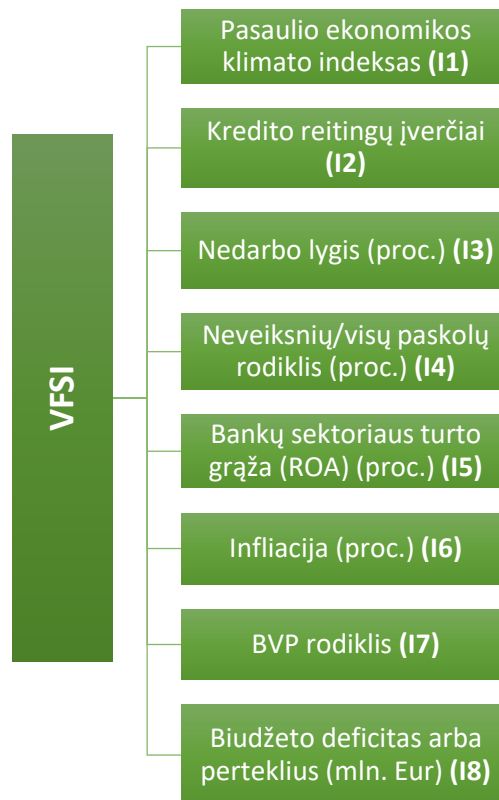 VFSI
Pasaulio ekonomikos
klimato indeksas (I1)
Kredito reitingų įverčiai
(I2)
Nedarbo lygis (proc.) (I3)
Neveiksnių/visų paskolų
rodiklis (proc.) (I4)
Bankų sektoriaus turto
grąža (ROA) (proc.) (I5)
Infliacija (proc.) (I6)
BVP rodiklis (I7)
Biudžeto deficitas arba
perteklius (mln. Eur) (I8)